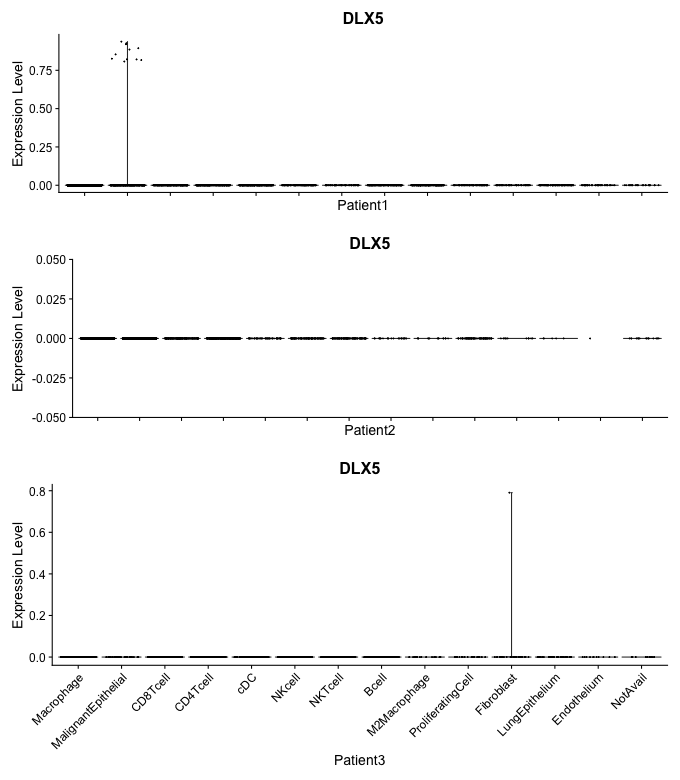 DLX5
Expression Level
0.75
0.50
0.25
0.00
Patient1
DLX5
Expression Level
0.050
0.025
0.000
-0.025
-0.050
Patient2
DLX5
Expression Level
0.8
0.6
0.4
0.2
0.0
Macrophage
MalignantEpithelial
CD8Tcell
CD4Tcell
cDC
NKcell
NKTcell
Bcell
M2Macrophage
ProliferatingCell
Fibroblast
LungEpithelium
Endothelium
NotAvail
Patient3